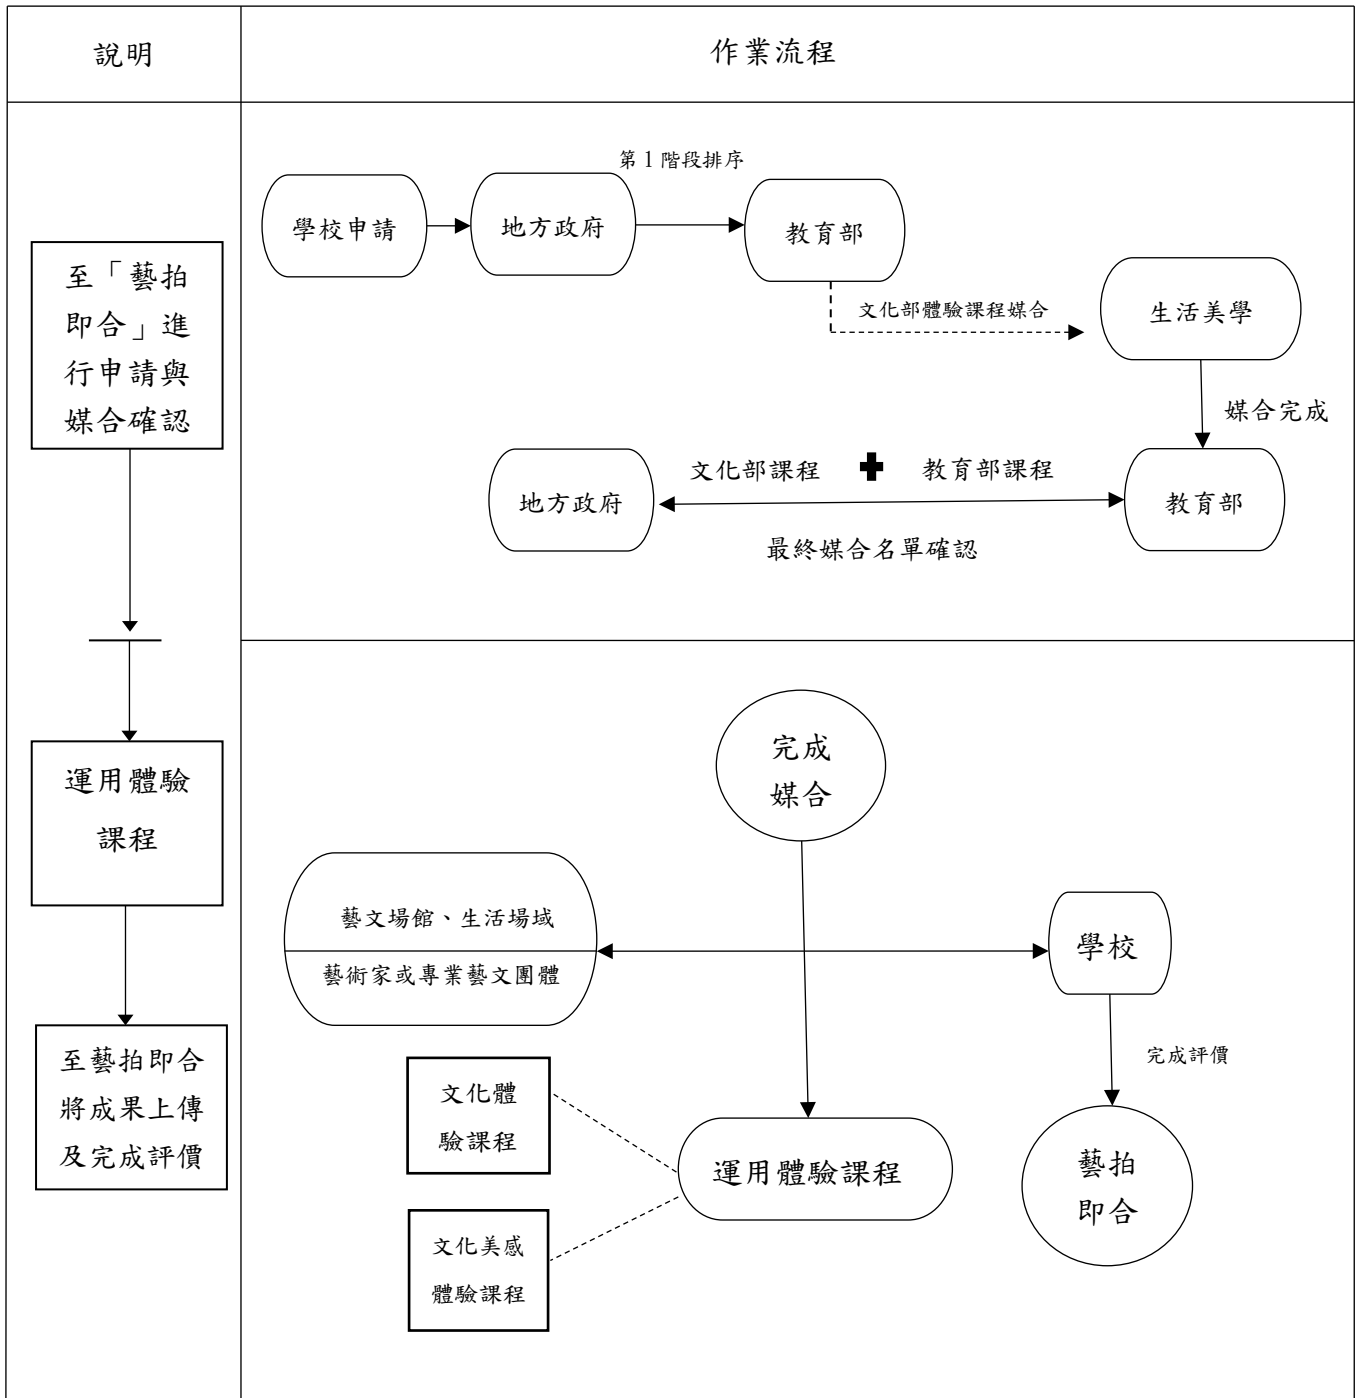 說明
作業流程
至「藝拍
即合」進
行申請與
媒合確認
第1階段排序
學校申請
地方政府
教育部
文化部體驗課程媒合
生活美學
媒合完成
文化部課程
教育部課程
地方政府
教育部
最終媒合名單確認
運用體驗
課程
至藝拍即合
將成果上傳
及完成評價
完成
媒合
藝文場館、生活場域
藝術家或專業藝文團體
學校
完成評價
文化體
驗課程
運用體驗課程
藝拍
即合
文化美感
體驗課程